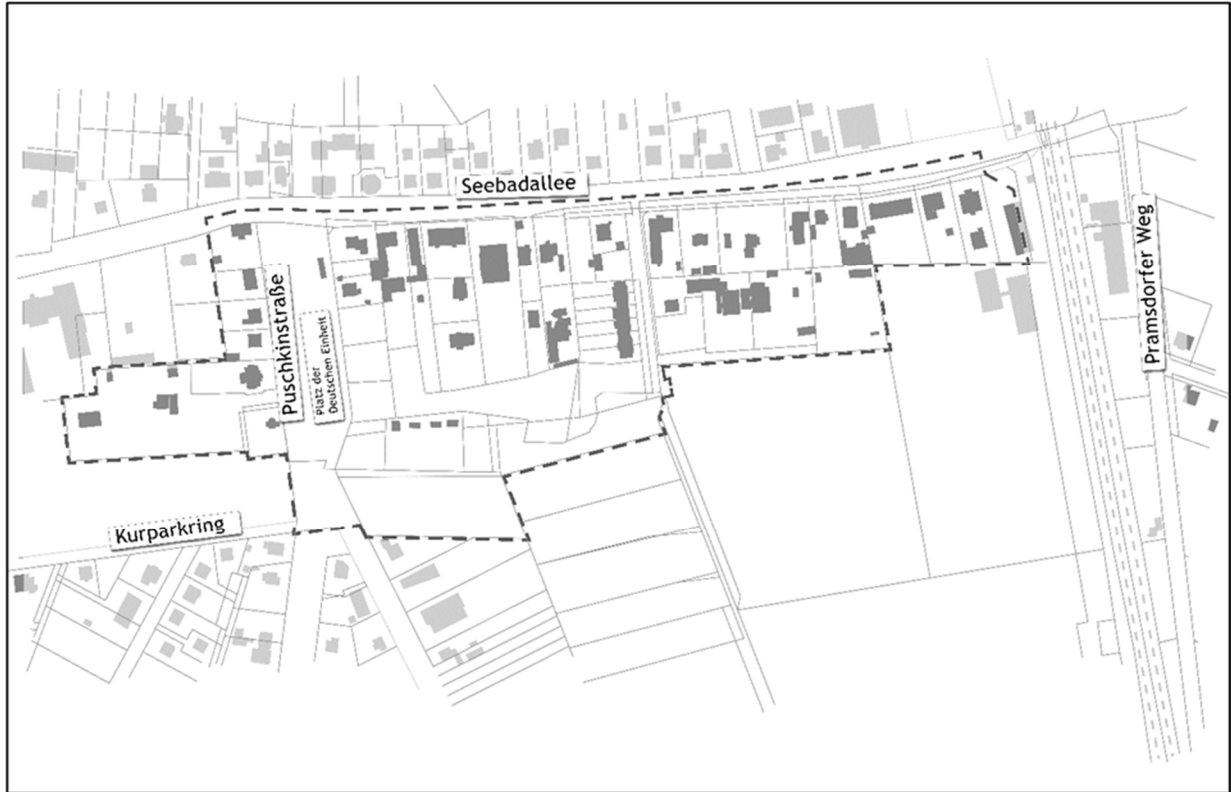 Seebadallee
Pramsdorfer Weg
Puschkinstraße
Platz der
Deutschen Einheit
Kurparkring